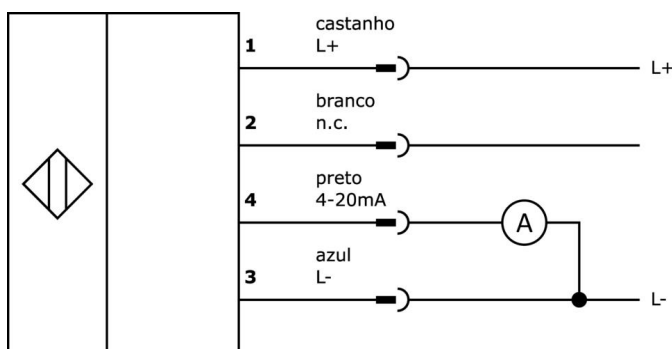 castanho
1 L+
L+
branco
2 n.c.
preto
4 4-20mA
A
azul
3 L-
L-